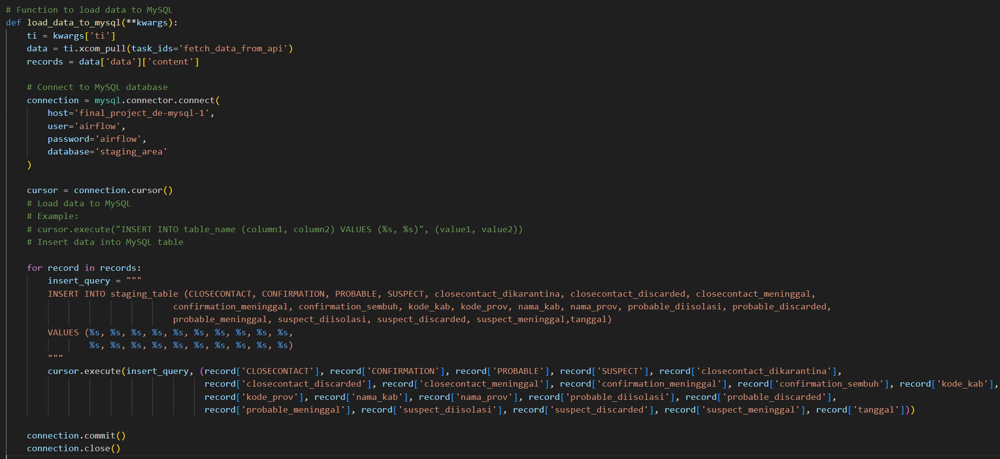 # Function to load data to MySQL
def load_data_to_mysql(**kwargs):
    ti = kwargs['ti']
    data = ti.xcom_pull(task_ids='fetch_data_from_api')
    records = data['data']['content']

    # Connect to MySQL database
    connection = mysql.connector.connect(
        host='final_project_de-mysql-1',
        user='airflow',
        password='airflow',
        database='staging_area'
    )

    cursor = connection.cursor()
    # Load data to MySQL
    # Example:
    # cursor.execute("INSERT INTO table_name (column1, column2) VALUES (%s, %s)", (value1, value2))
    # Insert data into MySQL table

    for record in records:
        insert_query = """
        INSERT INTO staging_table (CLOSECONTACT, CONFIRMATION, PROBABLE, SUSPECT, closecontact_dikarantina, closecontact_discarded, closecontact_meninggal,
                                confirmation_meninggal, confirmation_sembuh, kode_kab, kode_prov, nama_kab, nama_prov, probable_diisolasi, probable_discarded,
                                probable_meninggal, suspect_diisolasi, suspect_discarded, suspect_meninggal,tanggal)
        VALUES (%s, %s, %s, %s, %s, %s, %s, %s, %s, %s,
                %s, %s, %s, %s, %s, %s, %s, %s, %s, %s)
        """
        cursor.execute(insert_query, (record['CLOSECONTACT'], record['CONFIRMATION'], record['PROBABLE'], record['SUSPECT'], record['closecontact_dikarantina'],
                                      record['closecontact_discarded'], record['closecontact_meninggal'], record['confirmation_meninggal'], record['confirmation_sembuh'], record['kode_kab'],
                                      record['kode_prov'], record['nama_kab'], record['nama_prov'], record['probable_diisolasi'], record['probable_discarded'],
                                      record['probable_meninggal'], record['suspect_diisolasi'], record['suspect_discarded'], record['suspect_meninggal'], record['tanggal']))

    connection.commit()
    connection.close()